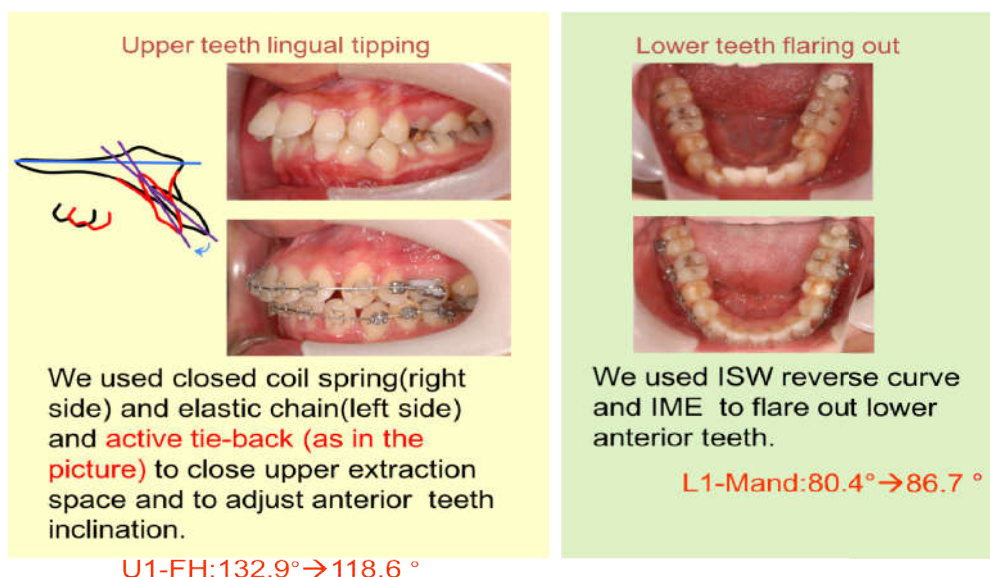 Upper teeth lingual tipping
We used closed coil spring(right
side) and elastic chain(left side)
and active tie-back (as in the
picture) to close upper extraction
space and to adjust anterior teeth
inclination.
U1-FH:132.9°→118.6 °
Lower teeth flaring out
We used ISW reverse curve
and IME to flare out lower
anterior teeth.
L1-Mand:80.4°→86.7 °